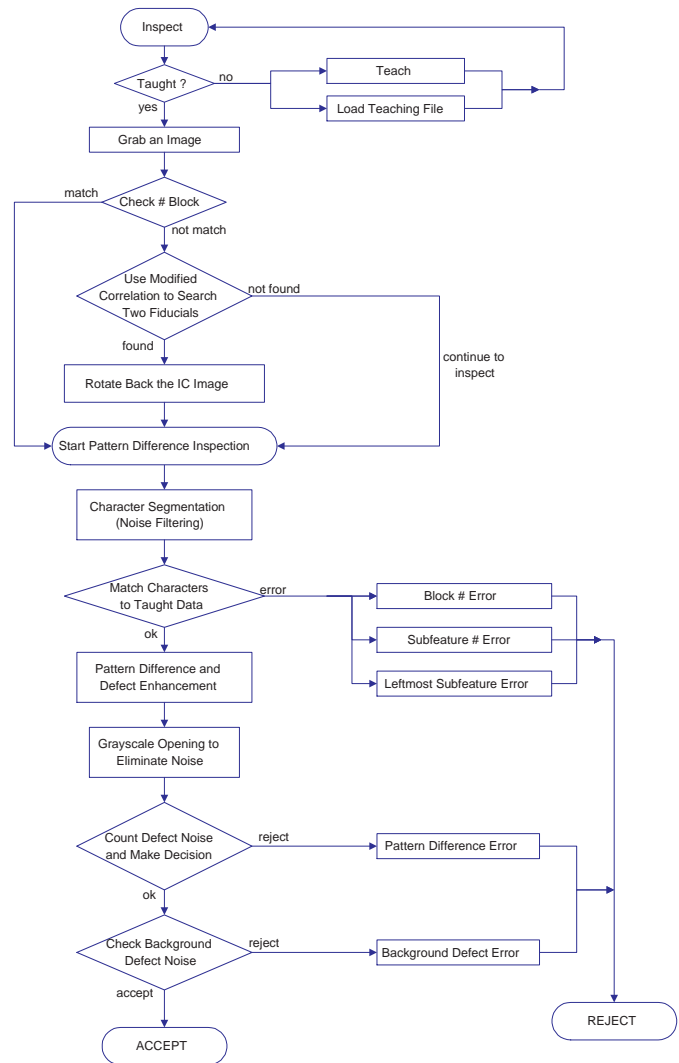 Inspect
Taught ?
no
Teach
Load Teaching File
yes
Grab an Image
match
Check # Block
not match
Use Modified
Correlation to Search
Two Fiducials
not found
found
continue to
inspect
Rotate Back the IC Image
Start Pattern Difference Inspection
Character Segmentation
(Noise Filtering)
Match Characters
to Taught Data
error
Block # Error
Subfeature # Error
Leftmost Subfeature Error
ok
Pattern Difference and
Defect Enhancement
Grayscale Opening to
Eliminate Noise
Count Defect Noise
and Make Decision
reject
Pattern Difference Error
ok
Check Background
Defect Noise
reject
Background Defect Error
accept
ACCEPT
REJECT